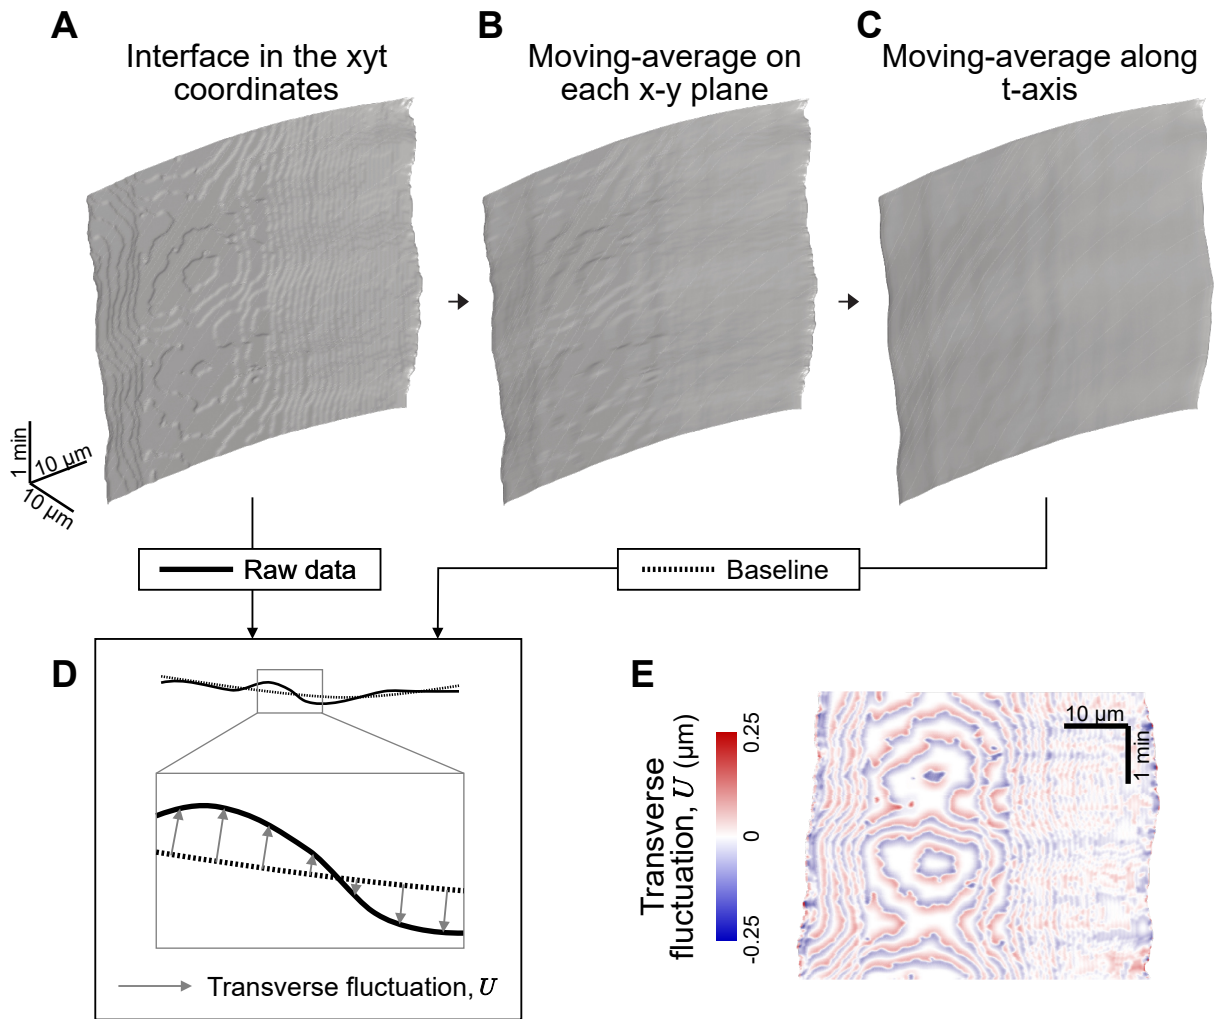 A
Interface in the xyt
coordinates
B
Moving-average on
each x-y plane
C
Moving-average along
t-axis
1 min
10 μm
10 μm
Raw data
Baseline
D
Transverse fluctuation, U
E
Transverse
fluctuation, U (μm)
0.25
0
-0.25
10 μm
1 min